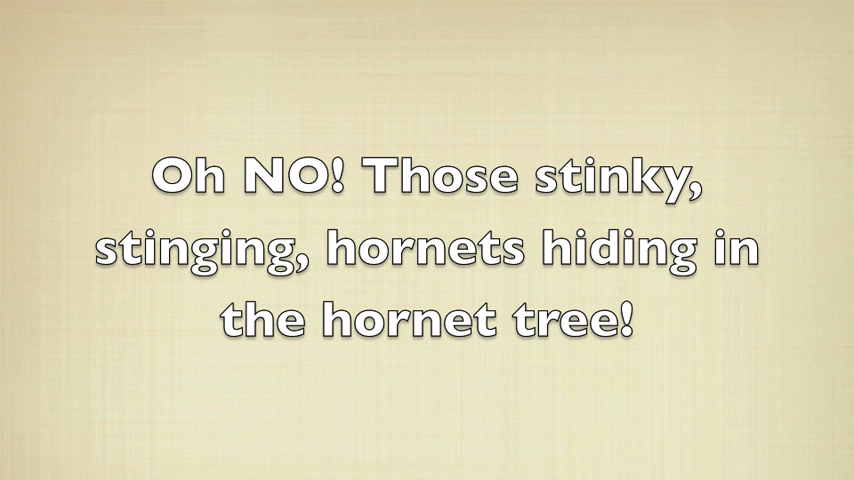 Oh NO! Those stinky,
stinging, hornets hiding in
the hornet tree!